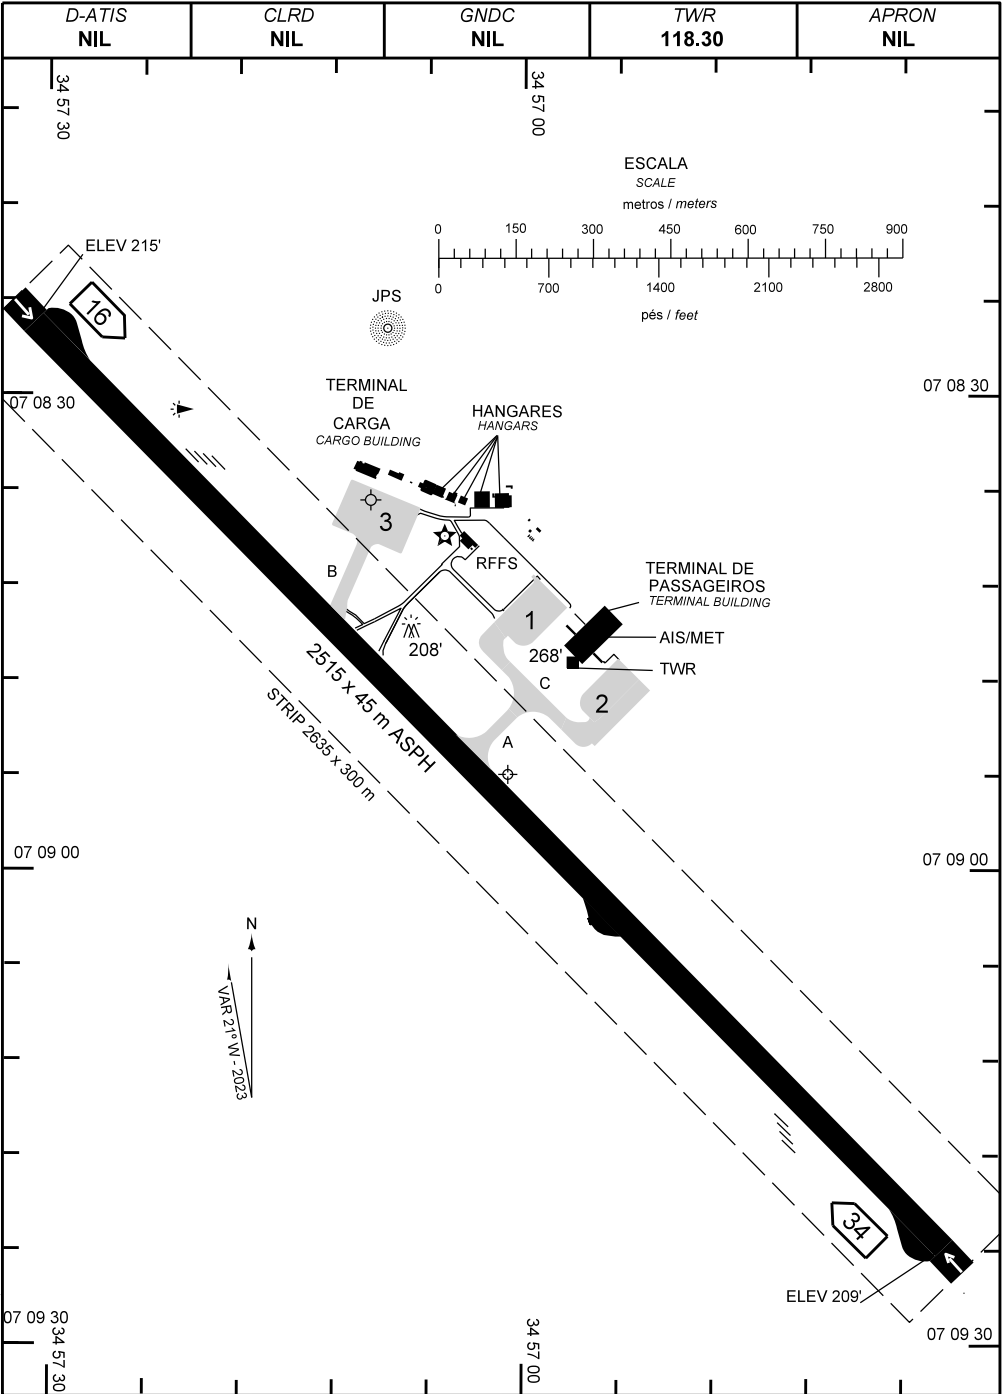 D-ATIS
NIL
CLRD
NIL
GNDC
NIL
TWR
118.30
APRON
NIL
34 57 30
34 57 00
ESCALA
SCALE
metros / meters
0 150 300 450 600 750 900
0 700 1400 2100 2800
pés / feet
ELEV 215'
16
JPS
07 08 30
07 08 30
TERMINAL
DE
CARGA
CARGO BUILDING
HANGARES
HANGARS
3
B
RFFS
TERMINAL DE
PASSAGEIROS
TERMINAL BUILDING
1
208'
268'
AIS/MET
TWR
C
2
A
2515 x 45 m ASPH
STRIP 2635 x 300 m
07 09 00
07 09 00
N
VAR 21° W - 2023
34
ELEV 209'
07 09 30
07 09 30
34 57 30
34 57 00